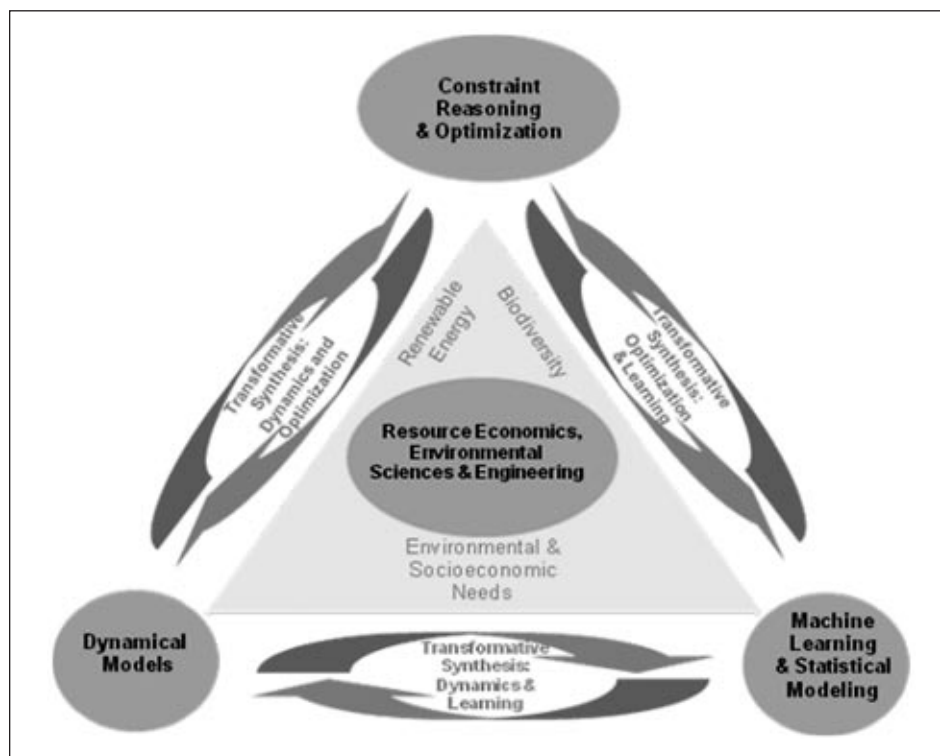 Constraint
Reasoning
& Optimization
Transformative
Synthesis:
Dynamics and
Optimization
Renewable
Energy
Biodiversity
Transformative
Synthesis:
Optimization
& Learning
Resource Economics,
Environmental
Sciences & Engineering
Environmental &
Socioeconomic
Needs
Dynamical
Models
Transformative
Synthesis:
Dynamics &
Learning
Machine
Learning
& Statistical
Modeling